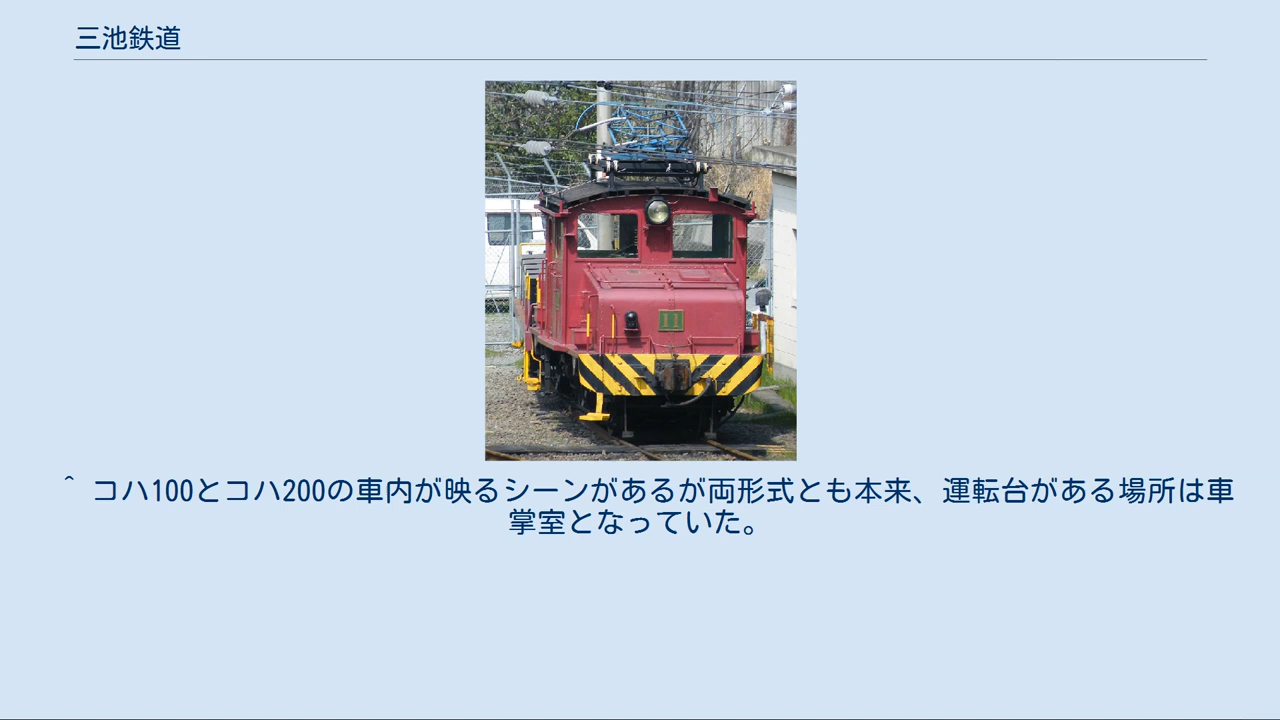 三池鉄道
11
^ コハ100とコハ200の車内が映るシーンがあるが両形式とも本来、運転台がある場所は車
掌室となっていた。